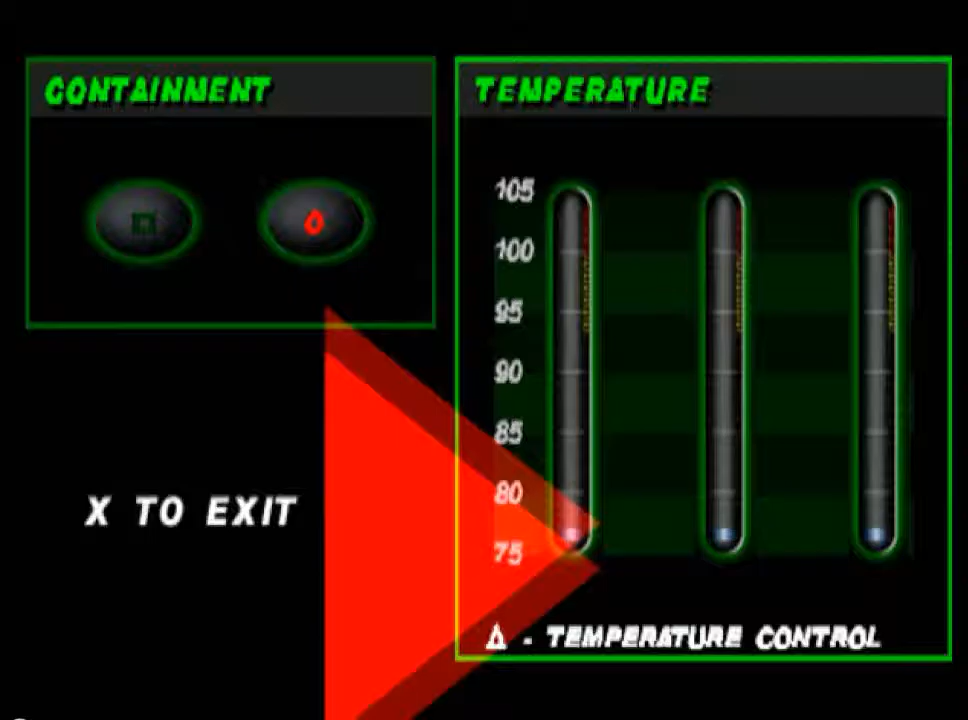 CONTAINMENT
TEMPERATURE
105
100
95
90
85
80
75
X TO EXIT
Δ - TEMPERATURE CONTROL